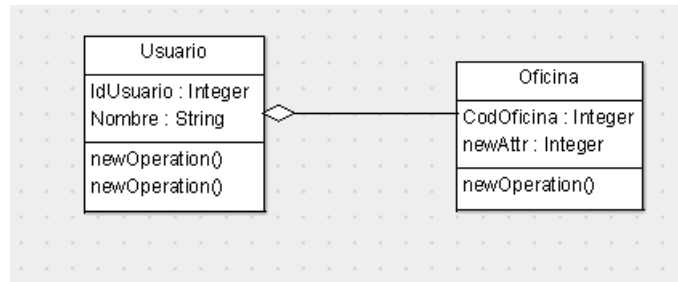 Usuario
IdUsuario : Integer
Nombre : String
newOperation()
newOperation()
Oficina
CodOficina : Integer
newAttr : Integer
newOperation()